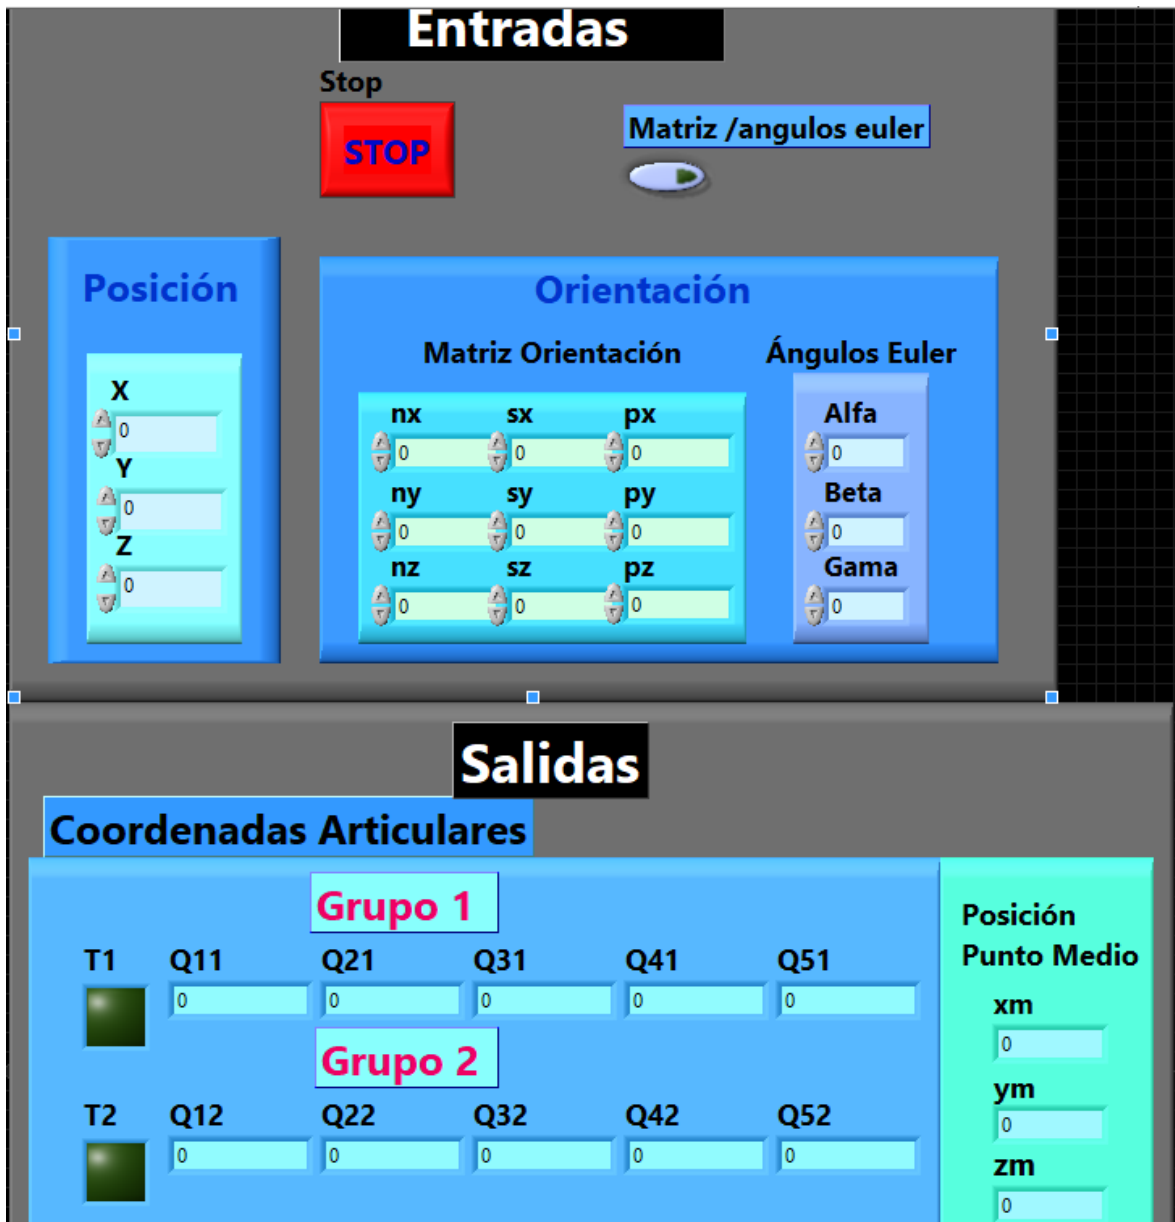 Entradas
Stop
STOP
Matriz /angulos euler
Posición
Orientación
Matriz Orientación
Ángulos Euler
X
0
Y
0
Z
0
nx sx px
0 0 0
ny sy py
0 0 0
nz sz pz
0 0 0
Alfa
0
Beta
0
Gama
0
Salidas
Coordenadas Articulares
Grupo 1
T1 Q11 Q21 Q31 Q41 Q51
0 0 0 0 0
Grupo 2
T2 Q12 Q22 Q32 Q42 Q52
0 0 0 0 0
Posición
Punto Medio
xm
0
ym
0
zm
0